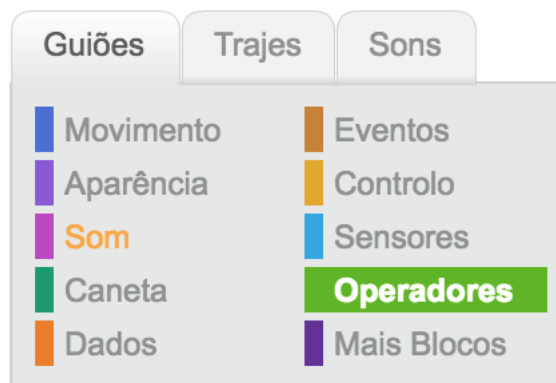 Guiões Trajes Sons
Movimento Eventos
Aparência Controlo
Som Sensores
Caneta Operadores
Dados Mais Blocos